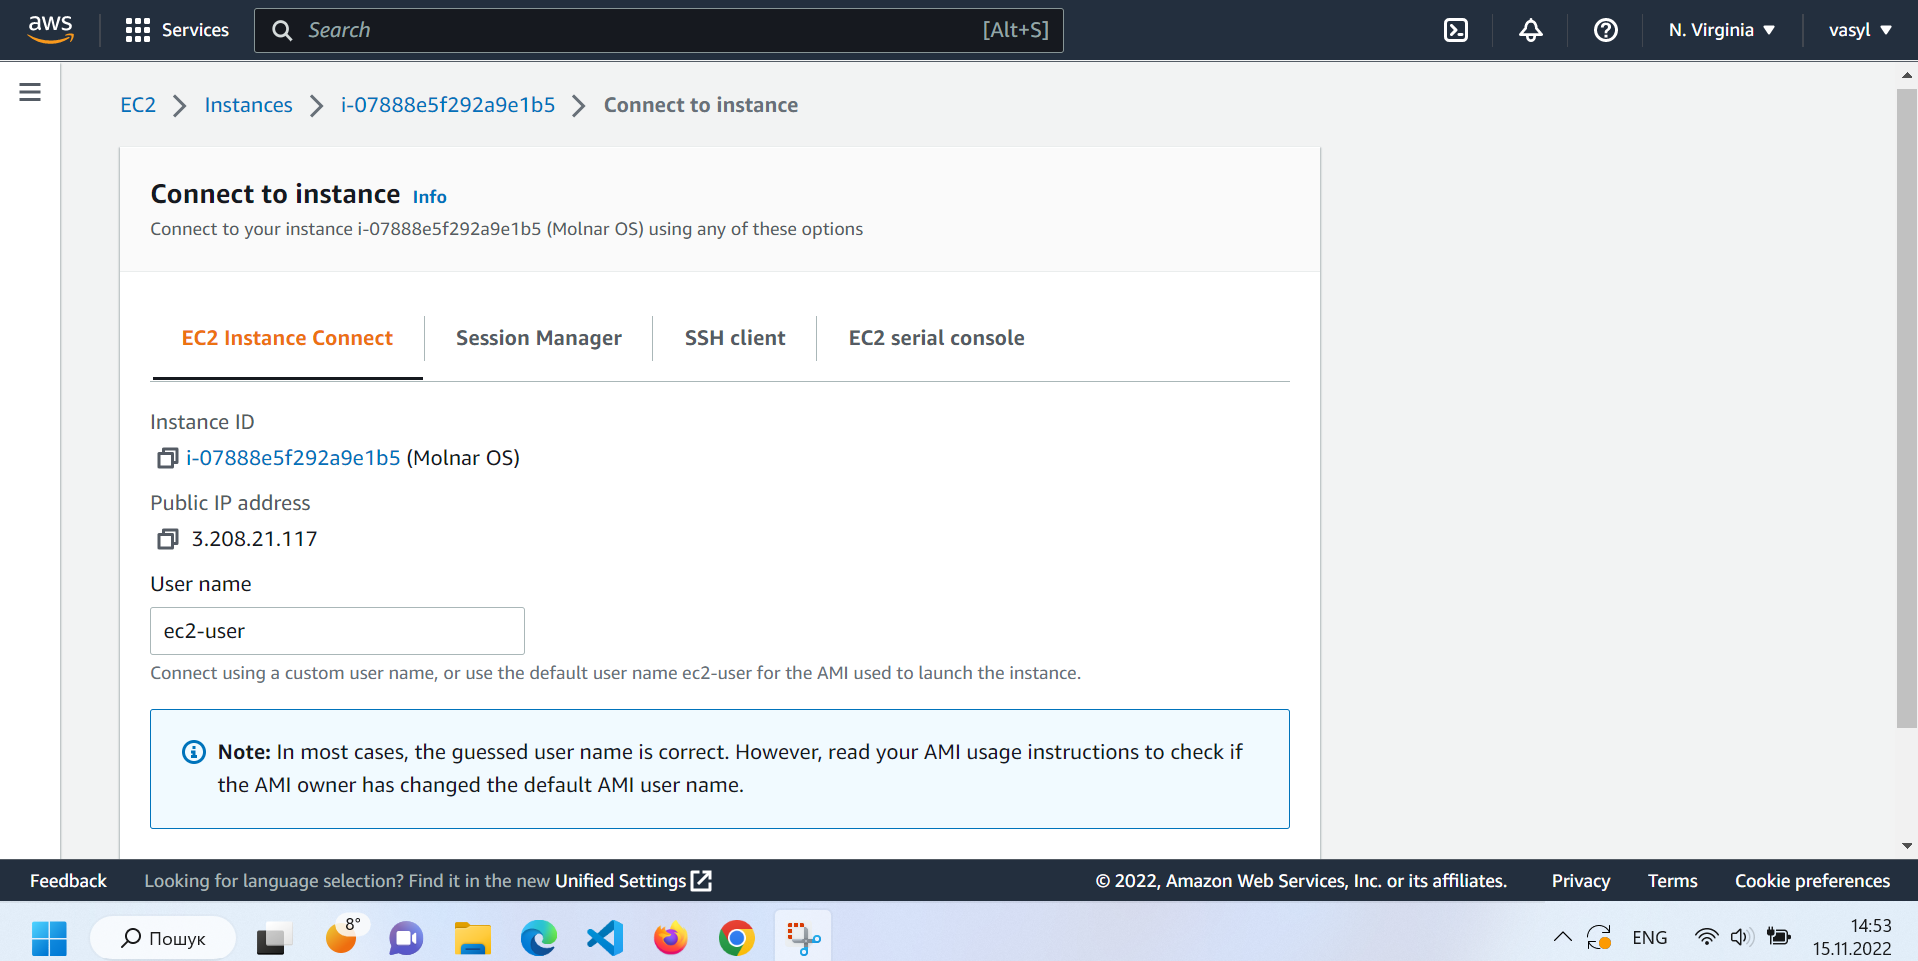 aws
Services
Search
[Alt+S]
N. Virginia
vasyl
EC2
Instances
i-07888e5f292a9e1b5
Connect to instance
Connect to instance Info
Connect to your instance i-07888e5f292a9e1b5 (Molnar OS) using any of these options
EC2 Instance Connect
Session Manager
SSH client
EC2 serial console
Instance ID
i-07888e5f292a9e1b5 (Molnar OS)
Public IP address
3.208.21.117
User name
ec2-user
Connect using a custom user name, or use the default user name ec2-user for the AMI used to launch the instance.
Note: In most cases, the guessed user name is correct. However, read your AMI usage instructions to check if
the AMI owner has changed the default AMI user name.
Feedback
Looking for language selection? Find it in the new Unified Settings
© 2022, Amazon Web Services, Inc. or its affiliates.
Privacy
Terms
Cookie preferences
Пошук
8°
ENG
14:53
15.11.2022